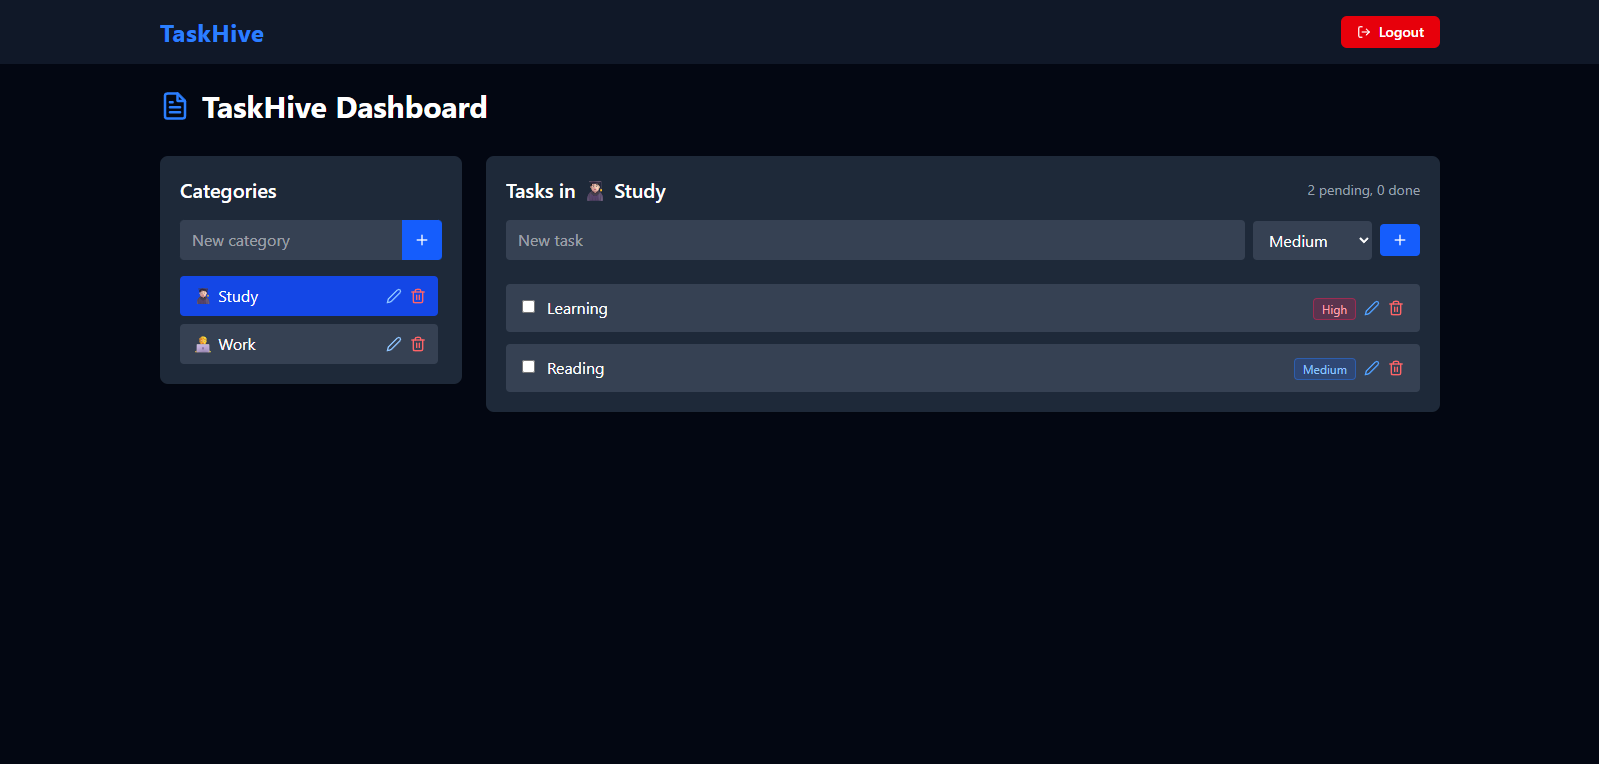 TaskHive
Logout
TaskHive Dashboard
Categories
New category
Study
Work
Tasks in Study
2 pending, 0 done
New task
Medium
Learning
High
Reading
Medium